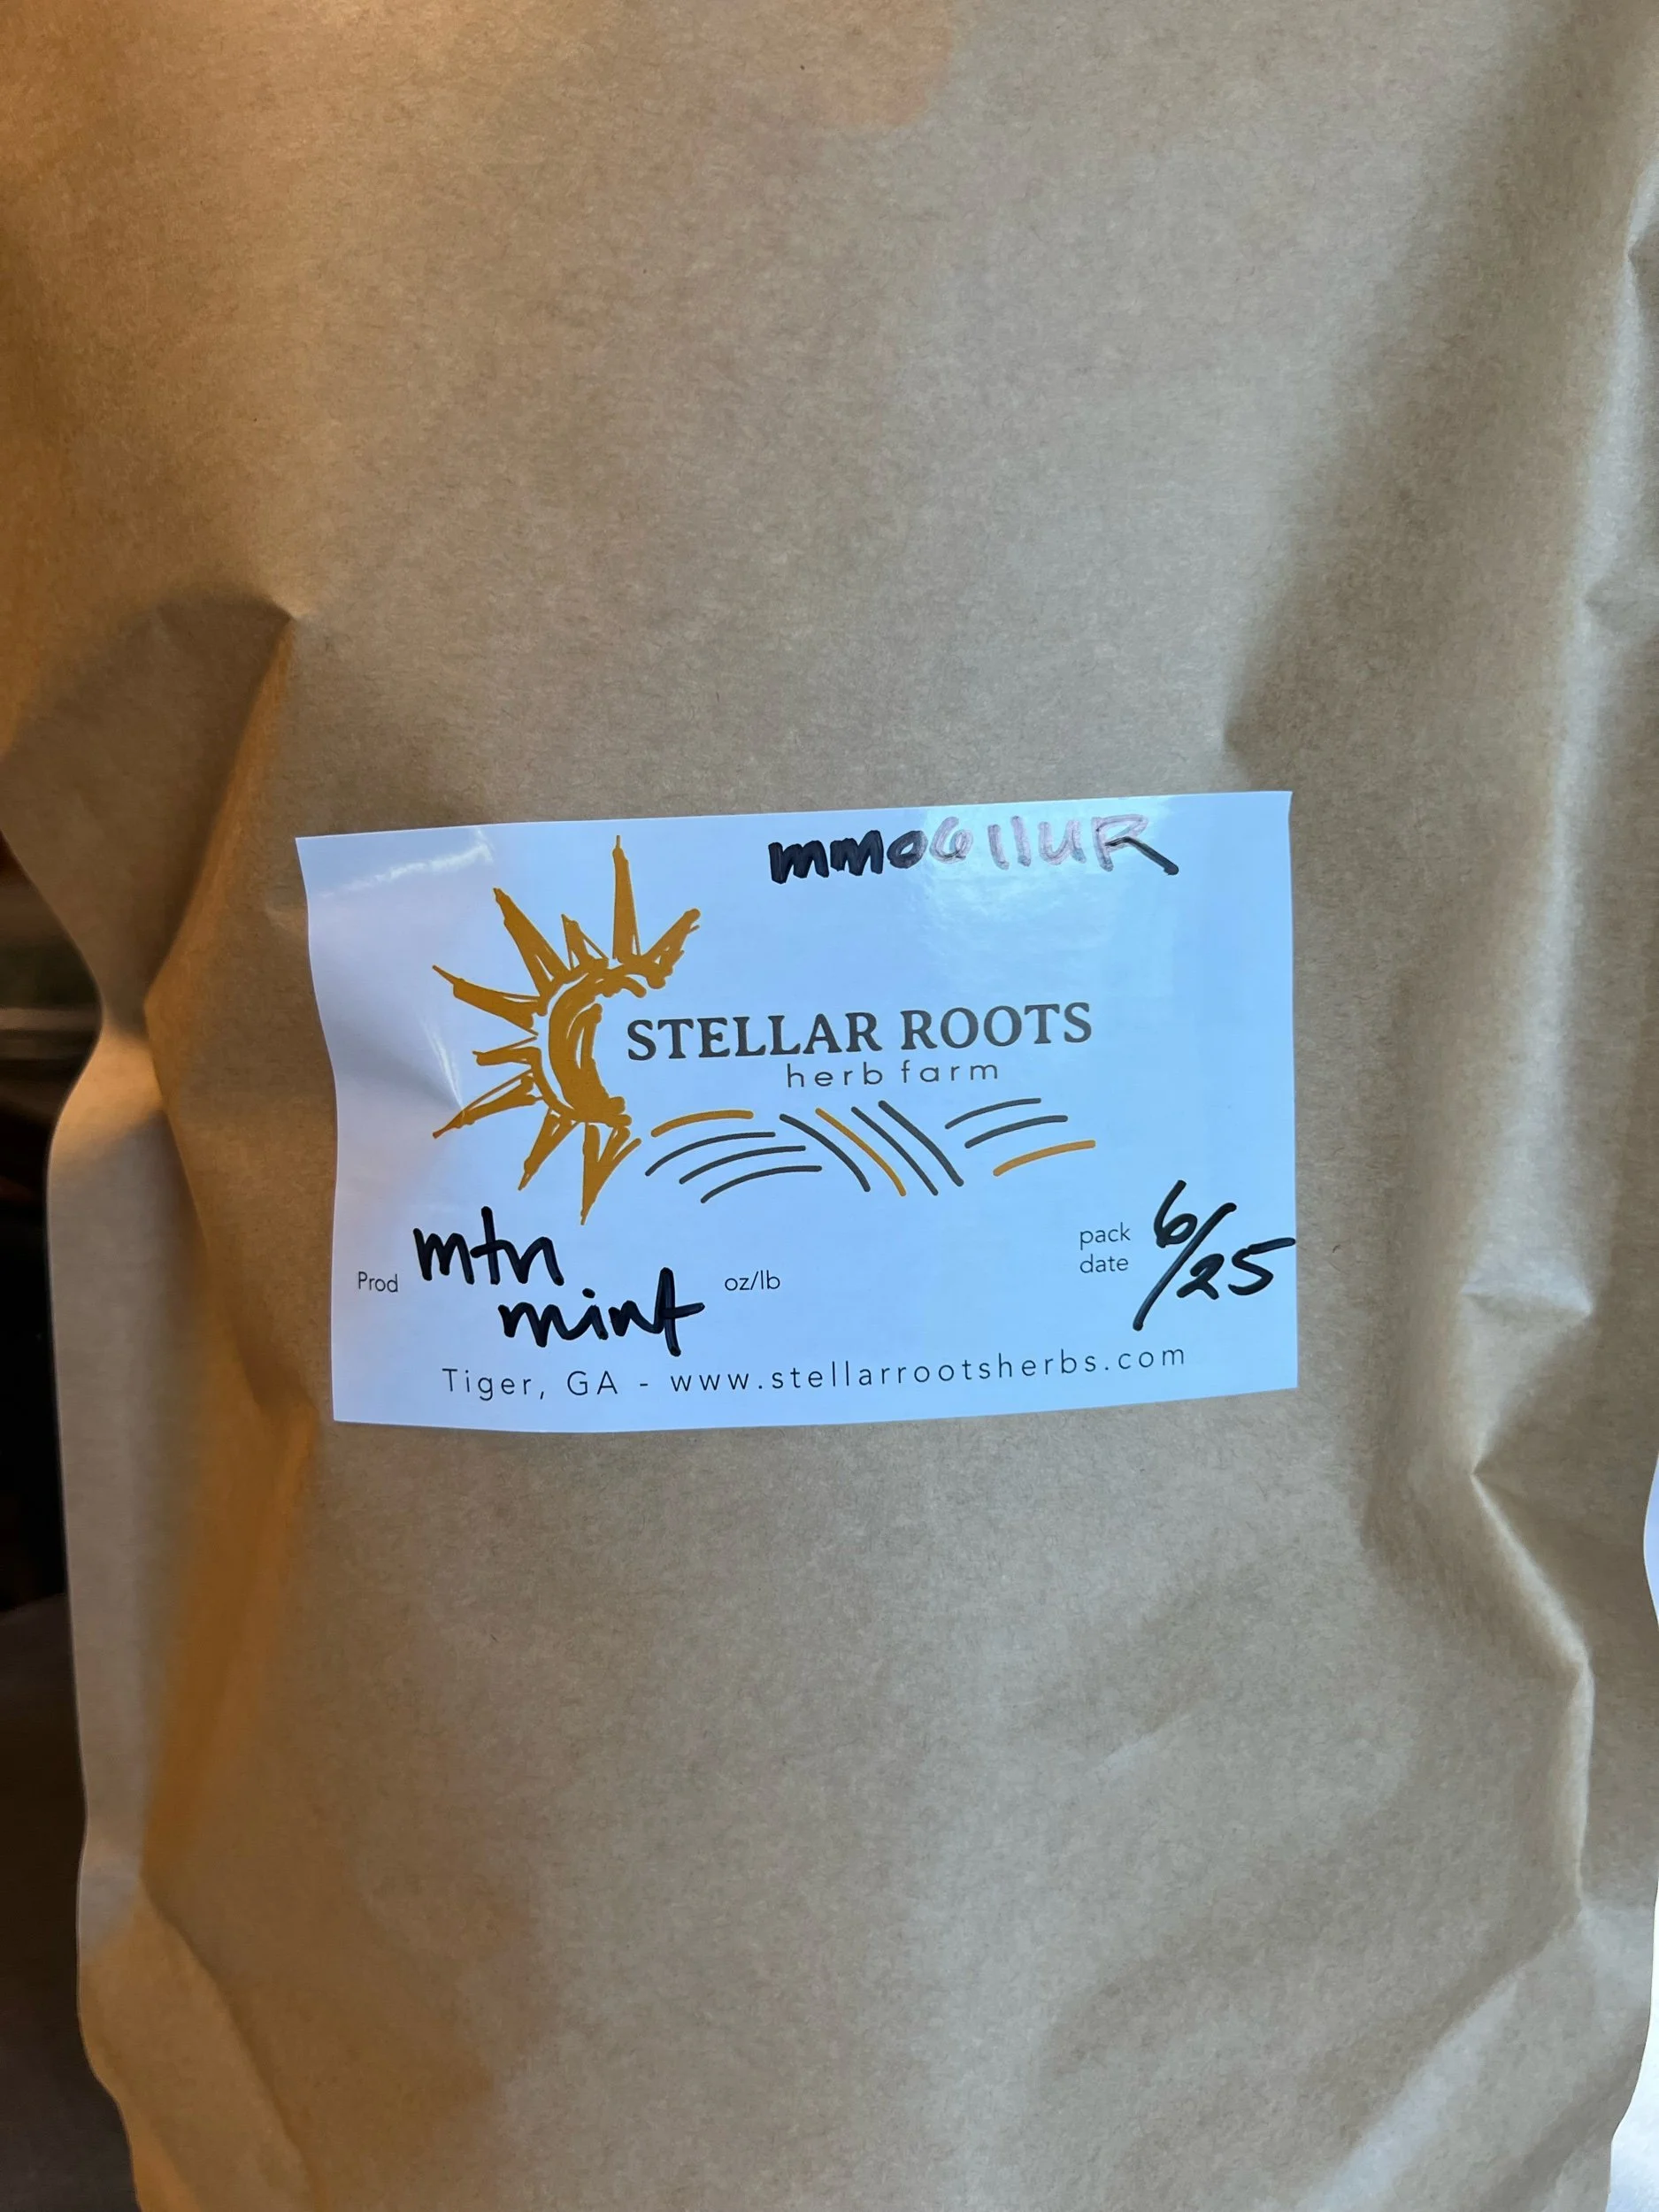 mm0611UR
STELLAR ROOTS
herb farm
Prod mtn mint oz/lb
pack date 6/25
Tiger, GA - www.stellarrootsherbs.com